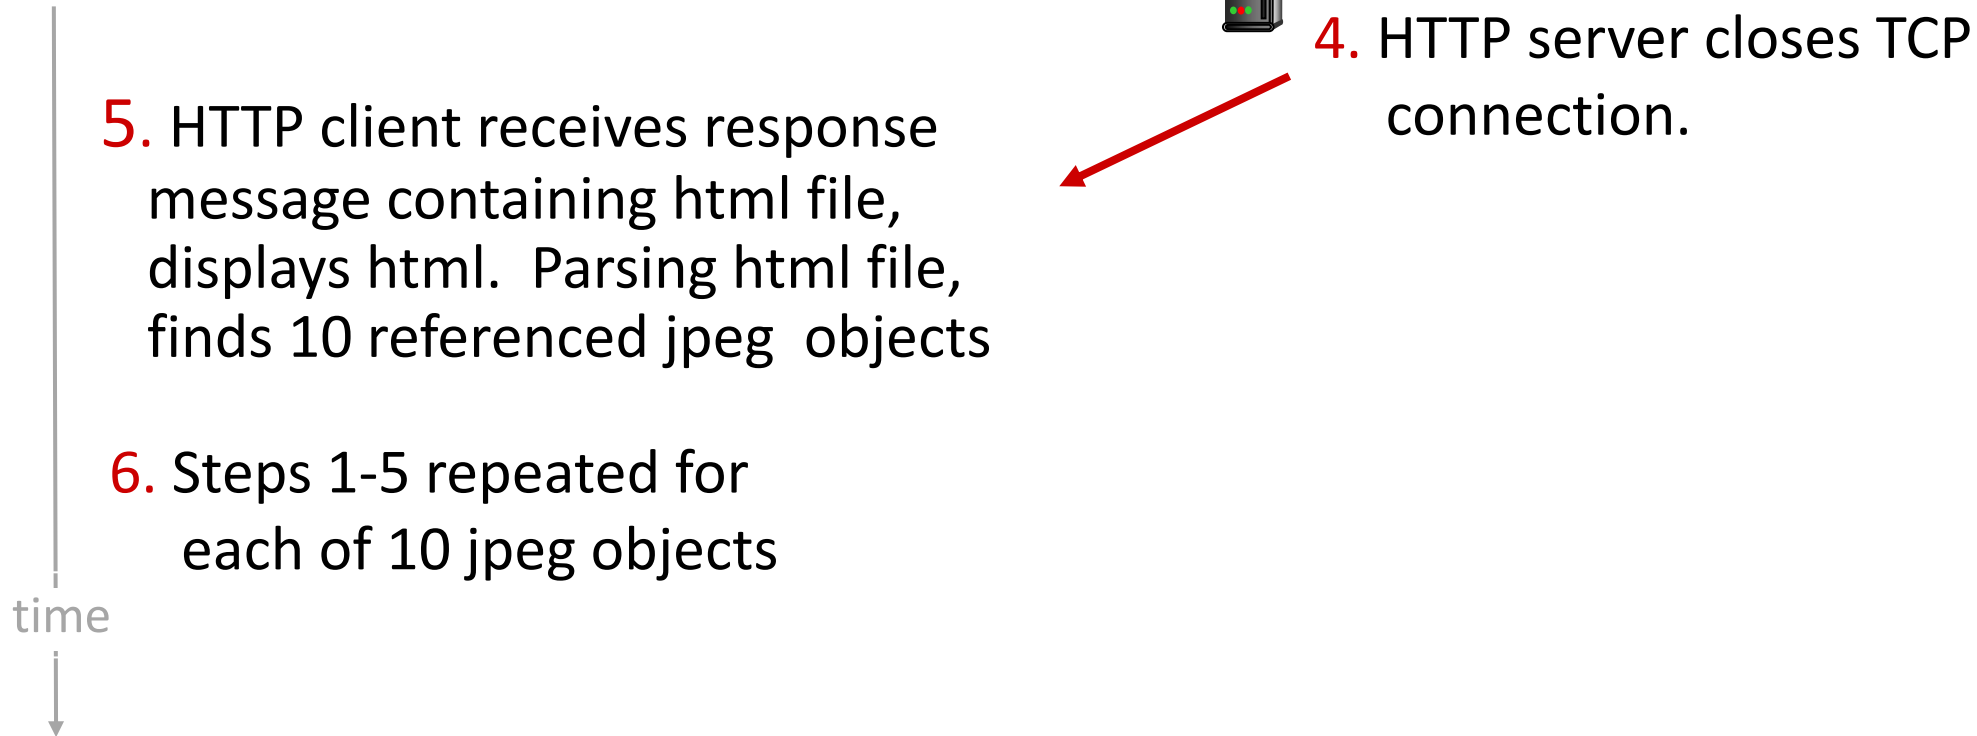 4. HTTP server closes TCP
connection.
5. HTTP client receives response
message containing html file,
displays html.  Parsing html file,
finds 10 referenced jpeg  objects
6. Steps 1-5 repeated for
each of 10 jpeg objects
time